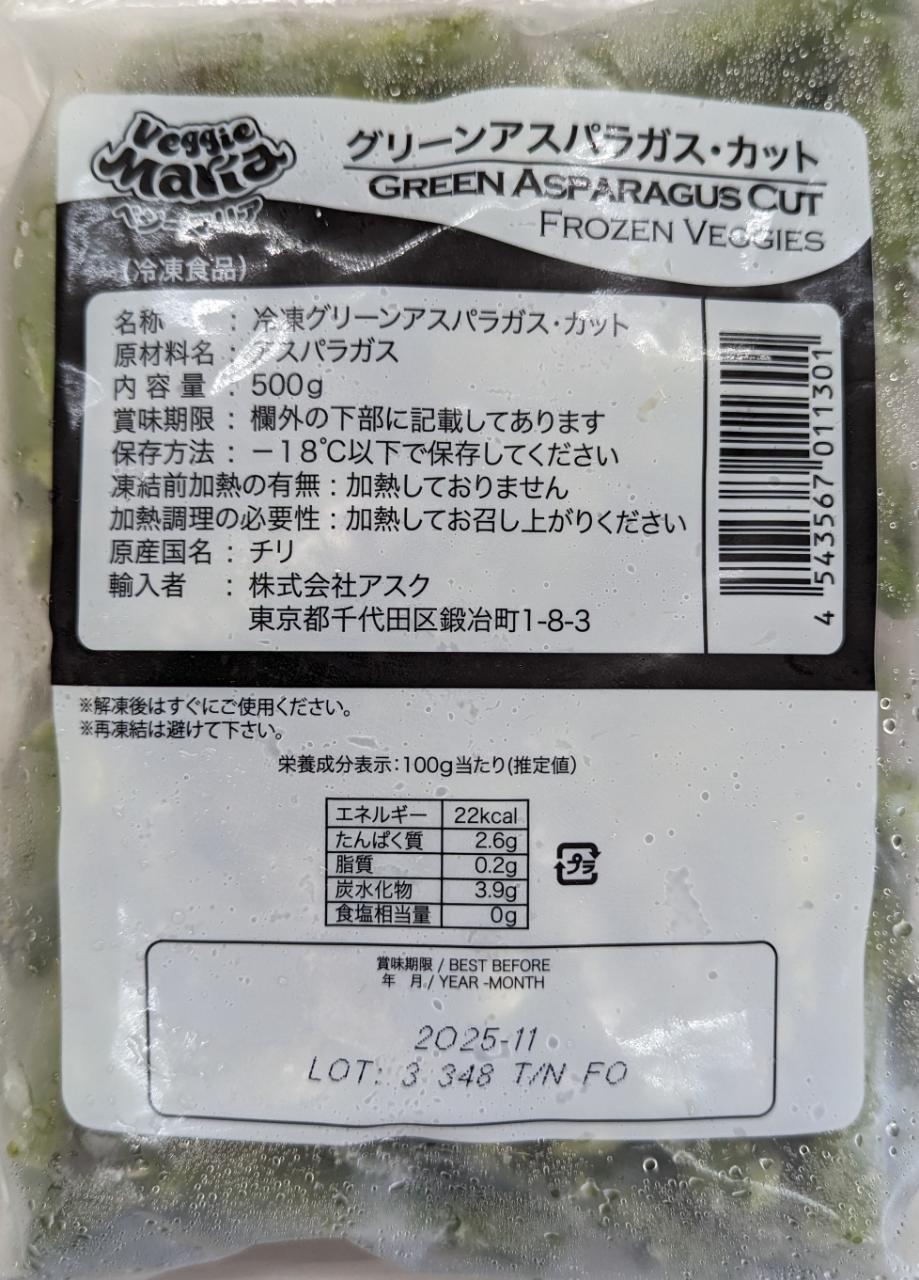 Veggie
Maria
ベジーマリア
グリーンアスパラガス・カット
GREEN ASPARAGUS CUT
FROZEN VEGGIES
(冷凍食品)
名称 : 冷凍グリーンアスパラガス・カット
原材料名 : アスパラガス
内容量 : 500g
賞味期限 : 欄外の下部に記載してあります
保存方法 : −18℃以下で保存してください
凍結前加熱の有無 : 加熱しておりません
加熱調理の必要性 : 加熱してお召し上がりください
原産国名 : チリ
輸入者 : 株式会社アスク
東京都千代田区鍛冶町1-8-3
4 543567 011301
※解凍後はすぐにご使用ください。
※再凍結は避けて下さい。
栄養成分表示:100g当たり(推定値)
エネルギー 22kcal
たんぱく質 2.6g
脂質 0.2g
炭水化物 3.9g
食塩相当量 0g
プラ
賞味期限 / BEST BEFORE
年 月 / YEAR -MONTH
2025-11
LOT: 3 348 T/N FO